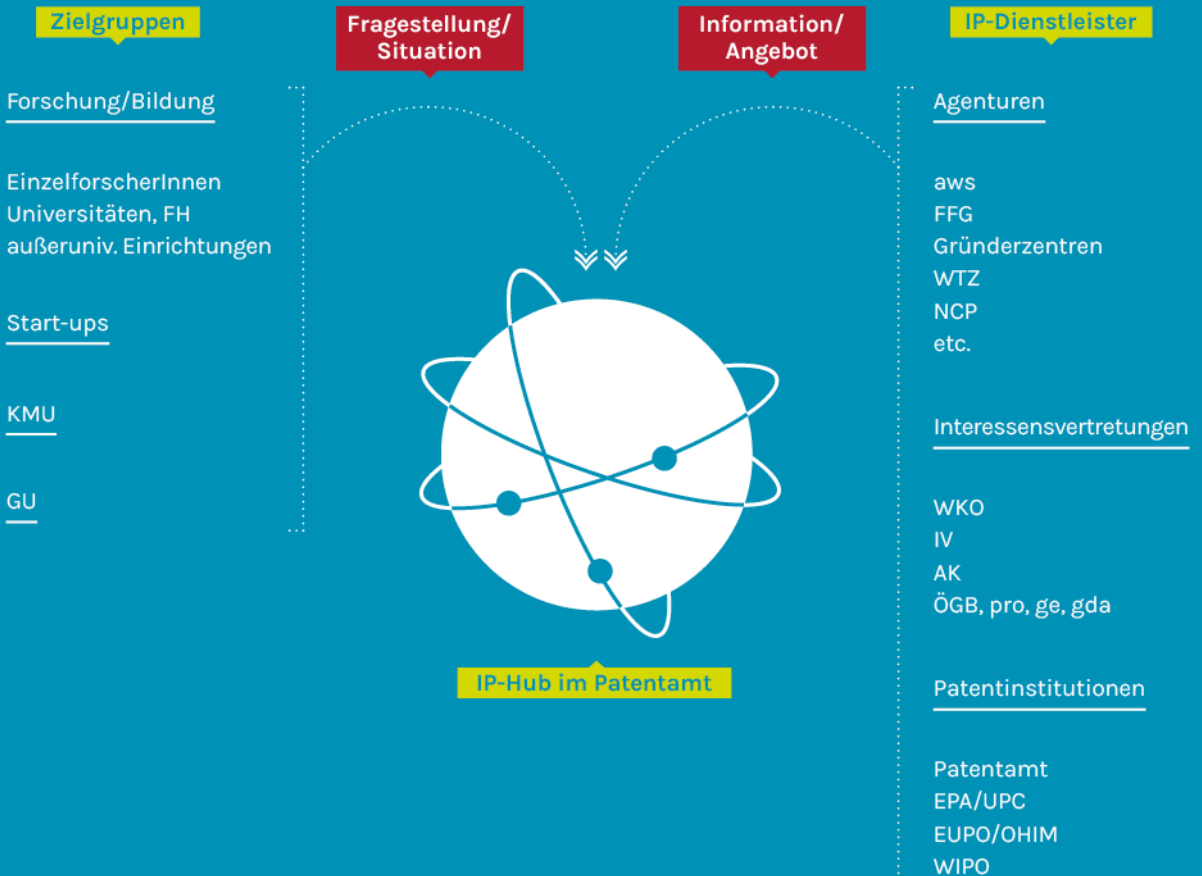 Zielgruppen
Forschung/Bildung
EinzelforscherInnen
Universitäten, FH
außeruniv. Einrichtungen
Start-ups
KMU
GU
Fragestellung/
Situation
Information/
Angebot
IP-Hub im Patentamt
IP-Dienstleister
Agenturen
aws
FFG
Gründerzentren
WTZ
NCP
etc.
Interessensvertretungen
WKO
IV
AK
ÖGB, pro, ge, gda
Patentinstitutionen
Patentamt
EPA/UPC
EUPO/OHIM
WIPO